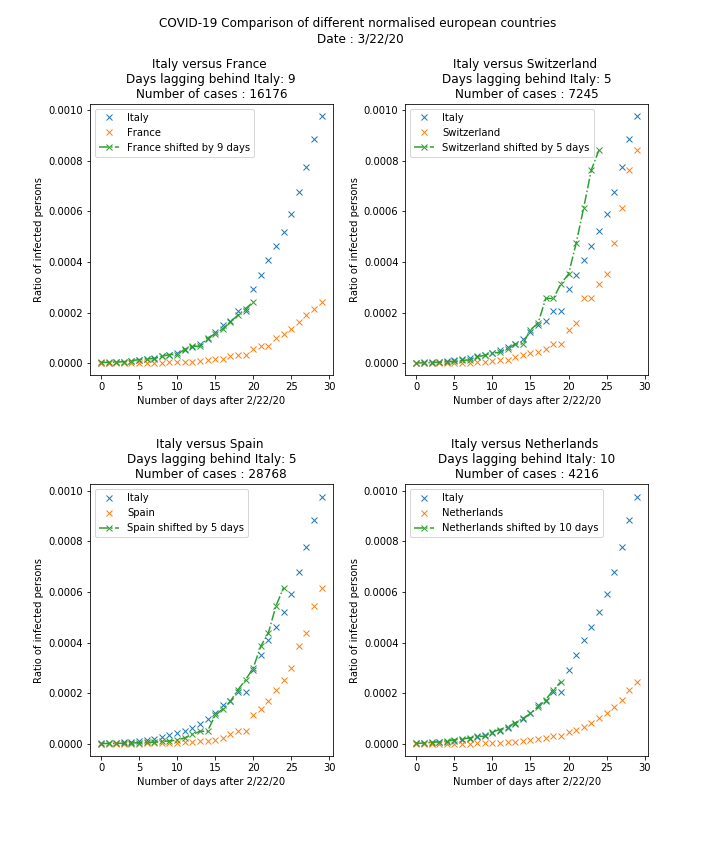 COVID-19 Comparison of different normalised european countries
Date : 3/22/20
Italy versus France
Days lagging behind Italy: 9
Number of cases : 16176
0.0010
0.0008
0.0006
0.0004
0.0002
0.0000
Ratio of infected persons
Italy
France
France shifted by 9 days
0 5 10 15 20 25 30
Number of days after 2/22/20
Italy versus Switzerland
Days lagging behind Italy: 5
Number of cases : 7245
0.0010
0.0008
0.0006
0.0004
0.0002
0.0000
Ratio of infected persons
Italy
Switzerland
Switzerland shifted by 5 days
0 5 10 15 20 25 30
Number of days after 2/22/20
Italy versus Spain
Days lagging behind Italy: 5
Number of cases : 28768
0.0010
0.0008
0.0006
0.0004
0.0002
0.0000
Ratio of infected persons
Italy
Spain
Spain shifted by 5 days
0 5 10 15 20 25 30
Number of days after 2/22/20
Italy versus Netherlands
Days lagging behind Italy: 10
Number of cases : 4216
0.0010
0.0008
0.0006
0.0004
0.0002
0.0000
Ratio of infected persons
Italy
Netherlands
Netherlands shifted by 10 days
0 5 10 15 20 25 30
Number of days after 2/22/20